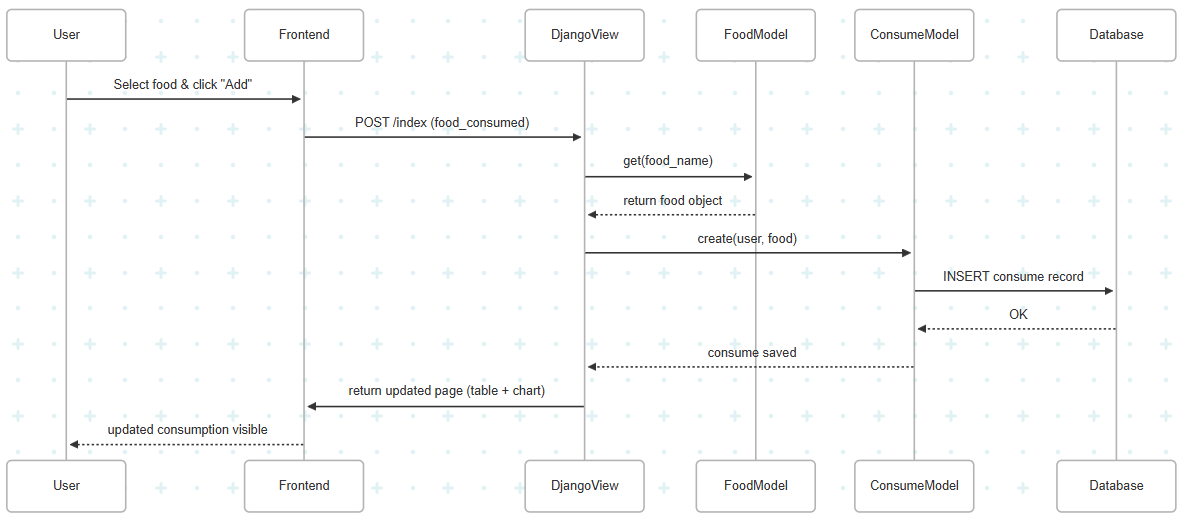 User
Frontend
DjangoView
FoodModel
ConsumeModel
Database
Select food & click "Add"
POST /index (food_consumed)
get(food_name)
return food object
create(user, food)
INSERT consume record
OK
consume saved
return updated page (table + chart)
updated consumption visible
User
Frontend
DjangoView
FoodModel
ConsumeModel
Database